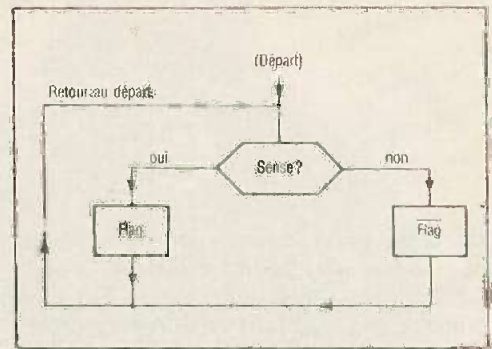 (Départ)
Retour au départ
oui
Sense?
non
Flag
Flag